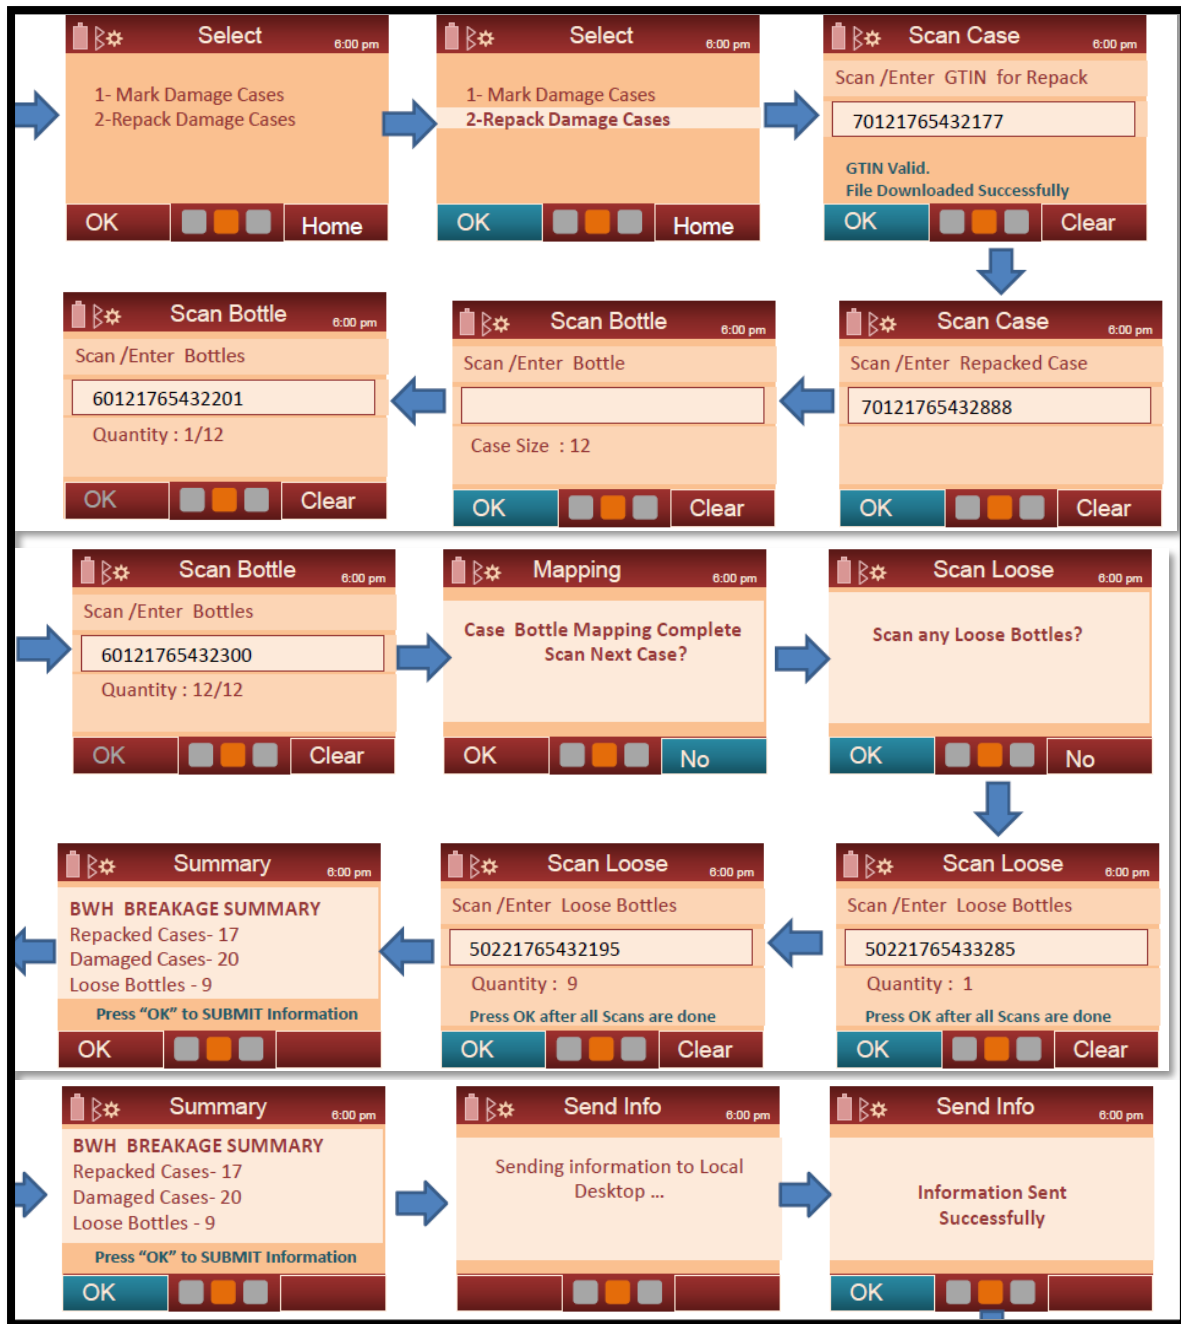 Select
6:00 pm
1- Mark Damage Cases
2-Repack Damage Cases
OK
Home
Select
6:00 pm
1- Mark Damage Cases
2-Repack Damage Cases
OK
Home
Scan Case
6:00 pm
Scan /Enter GTIN for Repack
70121765432177
GTIN Valid.
File Downloaded Successfully
OK
Clear
Scan Case
6:00 pm
Scan /Enter Repacked Case
70121765432888
OK
Clear
Scan Bottle
6:00 pm
Scan /Enter Bottle
Case Size : 12
OK
Clear
Scan Bottle
6:00 pm
Scan /Enter Bottles
60121765432201
Quantity : 1/12
OK
Clear
Scan Bottle
6:00 pm
Scan /Enter Bottles
60121765432300
Quantity : 12/12
OK
Clear
Mapping
6:00 pm
Case Bottle Mapping Complete
Scan Next Case?
OK
No
Scan Loose
6:00 pm
Scan any Loose Bottles?
OK
No
Scan Loose
6:00 pm
Scan /Enter Loose Bottles
50221765433285
Quantity : 1
Press OK after all Scans are done
OK
Clear
Scan Loose
6:00 pm
Scan /Enter Loose Bottles
50221765432195
Quantity : 9
Press OK after all Scans are done
OK
Clear
Summary
6:00 pm
BWH BREAKAGE SUMMARY
Repacked Cases- 17
Damaged Cases- 20
Loose Bottles - 9
Press “OK” to SUBMIT Information
OK
Summary
6:00 pm
BWH BREAKAGE SUMMARY
Repacked Cases- 17
Damaged Cases- 20
Loose Bottles - 9
Press “OK” to SUBMIT Information
OK
Send Info
6:00 pm
Sending information to Local
Desktop ...
Send Info
6:00 pm
Information Sent
Successfully
OK